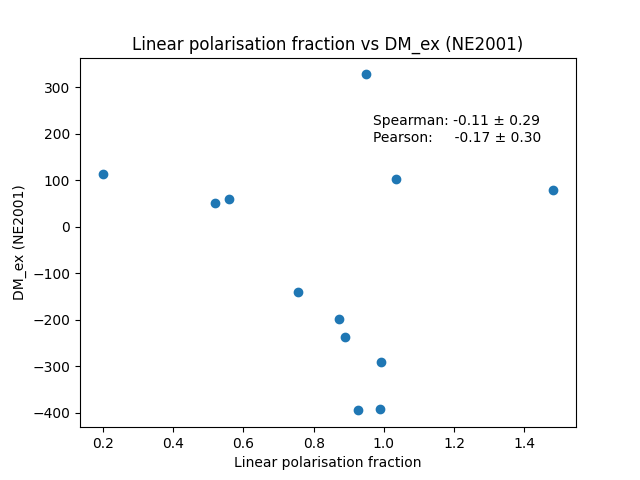 Linear polarisation fraction vs DM_ex (NE2001)
300
200
100
0
−100
−200
−300
−400
DM_ex (NE2001)
Spearman: -0.11 ± 0.29
Pearson: -0.17 ± 0.30
0.2 0.4 0.6 0.8 1.0 1.2 1.4
Linear polarisation fraction